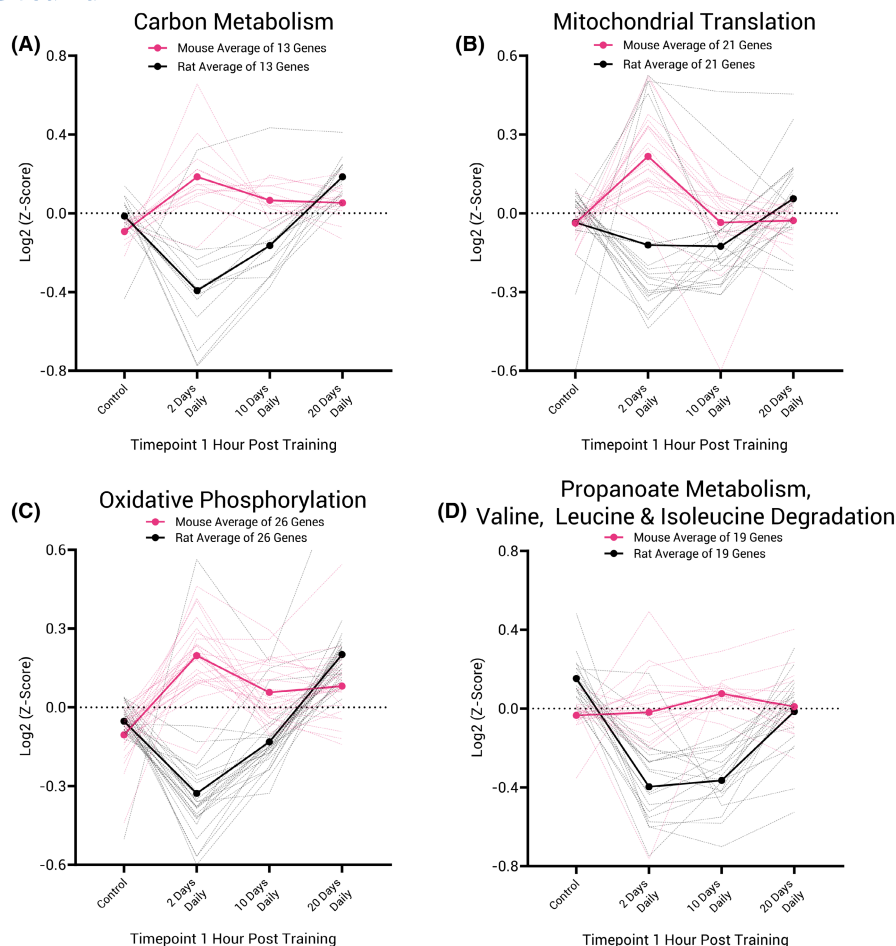 Carbon Metabolism
(A)
Mouse Average of 13 Genes
Rat Average of 13 Genes
0.8
0.4
0.0
-0.4
-0.8
Log2 (Z-Score)
Control
2 Days
Daily
10 Days
Daily
20 Days
Daily
Timepoint 1 Hour Post Training
Mitochondrial Translation
(B)
Mouse Average of 21 Genes
Rat Average of 21 Genes
0.6
0.3
0.0
-0.3
-0.6
Log2 (Z-Score)
Control
2 Days
Daily
10 Days
Daily
20 Days
Daily
Timepoint 1 Hour Post Training
Oxidative Phosphorylation
(C)
Mouse Average of 26 Genes
Rat Average of 26 Genes
0.6
0.3
0.0
-0.3
-0.6
Log2 (Z-Score)
Control
2 Days
Daily
10 Days
Daily
20 Days
Daily
Timepoint 1 Hour Post Training
Propanoate Metabolism,
(D) Valine, Leucine & Isoleucine Degradation
Mouse Average of 19 Genes
Rat Average of 19 Genes
0.8
0.4
0.0
-0.4
-0.8
Log2 (Z-Score)
Control
2 Days
Daily
10 Days
Daily
20 Days
Daily
Timepoint 1 Hour Post Training